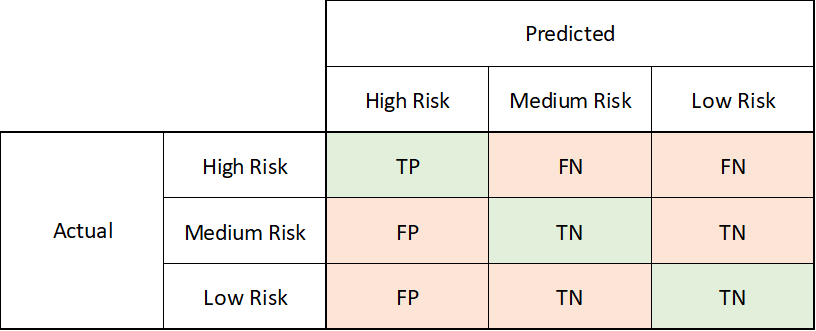 Predicted
High Risk Medium Risk Low Risk
High Risk TP FN FN
Actual Medium Risk FP TN TN
Low Risk FP TN TN